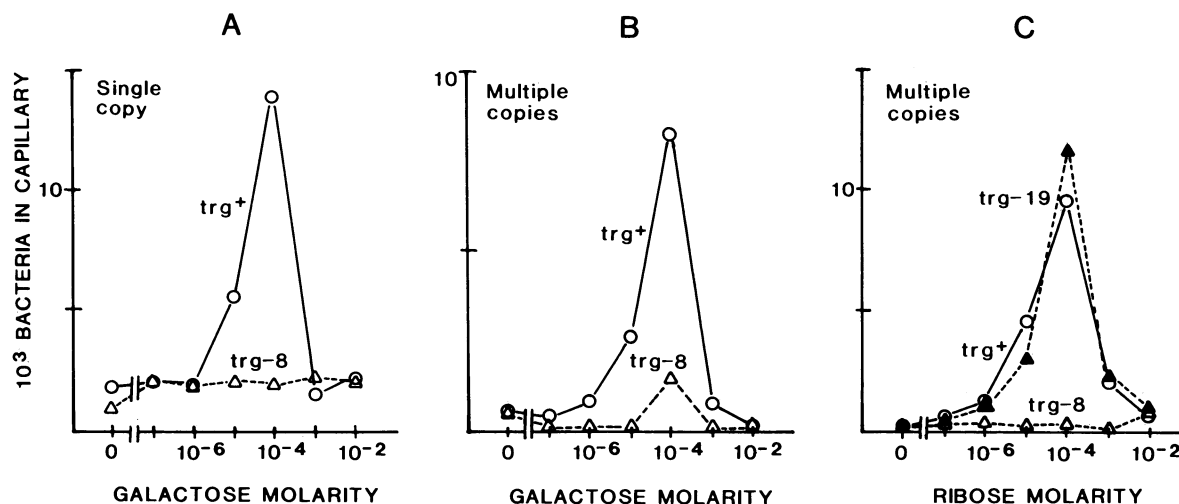 A
B
C
10³ BACTERIA IN CAPILLARY
Single
copy
10
trg⁺
trg-8
0
10⁻⁶
10⁻⁴
10⁻²
GALACTOSE MOLARITY
10
Multiple
copies
trg⁺
trg-8
0
10⁻⁶
10⁻⁴
10⁻²
GALACTOSE MOLARITY
Multiple
copies
10
trg-19
trg⁺
trg-8
0
10⁻⁶
10⁻⁴
10⁻²
RIBOSE MOLARITY